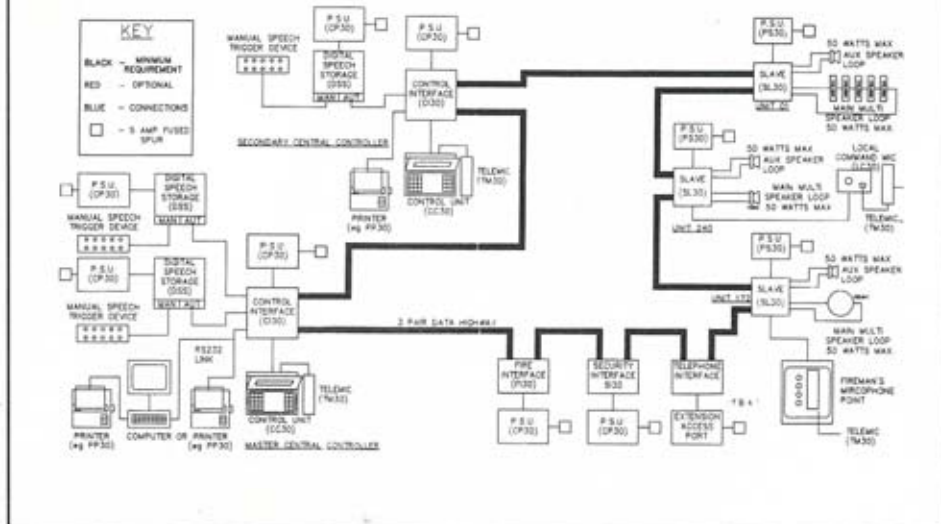 KEY
BLACK - MINIMUM
REQUIREMENT
RED - OPTIONAL
BLUE - CONNECTIONS
- 5 AMP FUSED
SPUR
P.S.U.
(CP30)
MANUAL SPEECH
TRIGGER DEVICE
DIGITAL
SPEECH
STORAGE
(DSS)
MAN AUT
P.S.U
(CP30)
CONTROL
INTERFACE
(CI30)
SECONDARY CENTRAL CONTROLLER
PRINTER
(eg PP30)
CONTROL UNIT
(CC30)
TELEMIC
(TM30)
P.S.U.
(PS30)
SLAVE
(SL30)
UNIT 01
50 WATTS MAX
AUX SPEAKER
LOOP
MAIN MULTI
SPEAKER LOOP
50 WATTS MAX
P.S.U
(PS30)
SLAVE
(SL30)
UNIT 240
50 WATTS MAX
AUX SPEAKER
LOOP
MAIN MULTI
SPEAKER LOOP
50 WATTS MAX
LOCAL
COMMAND MIC
(LC30)
TELEMIC
(TM30)
P.S.U.
(CP30)
DIGITAL
SPEECH
STORAGE
(DSS)
MAN AUT
MANUAL SPEECH
TRIGGER DEVICE
P.S.U
(CP30)
DIGITAL
SPEECH
STORAGE
(DSS)
MAN AUT
MANUAL SPEECH
TRIGGER DEVICE
P.S.U
(CP30)
CONTROL
INTERFACE
(CI30)
RS232
LINK
PRINTER
(eg PP30)
COMPUTER OR
PRINTER
(eg PP30)
CONTROL UNIT
(CC30)
TELEMIC
(TM30)
MASTER CENTRAL CONTROLLER
2 PAIR DATA HIGHWAY
FIRE
INTERFACE
(FI30)
P.S.U
(CP30)
SECURITY
INTERFACE
SI30
P.S.U
(CP30)
TELEPHONE
INTERFACE
EXTENSION
ACCESS
PORT
P.S.U
(PS30)
SLAVE
(SL30)
50 WATTS MAX
AUX SPEAKER
LOOP
MAIN MULTI
SPEAKER LOOP
50 WATTS MAX
FIREMAN'S
MIRCOPHONE
POINT
TELEMIC
(TM30)